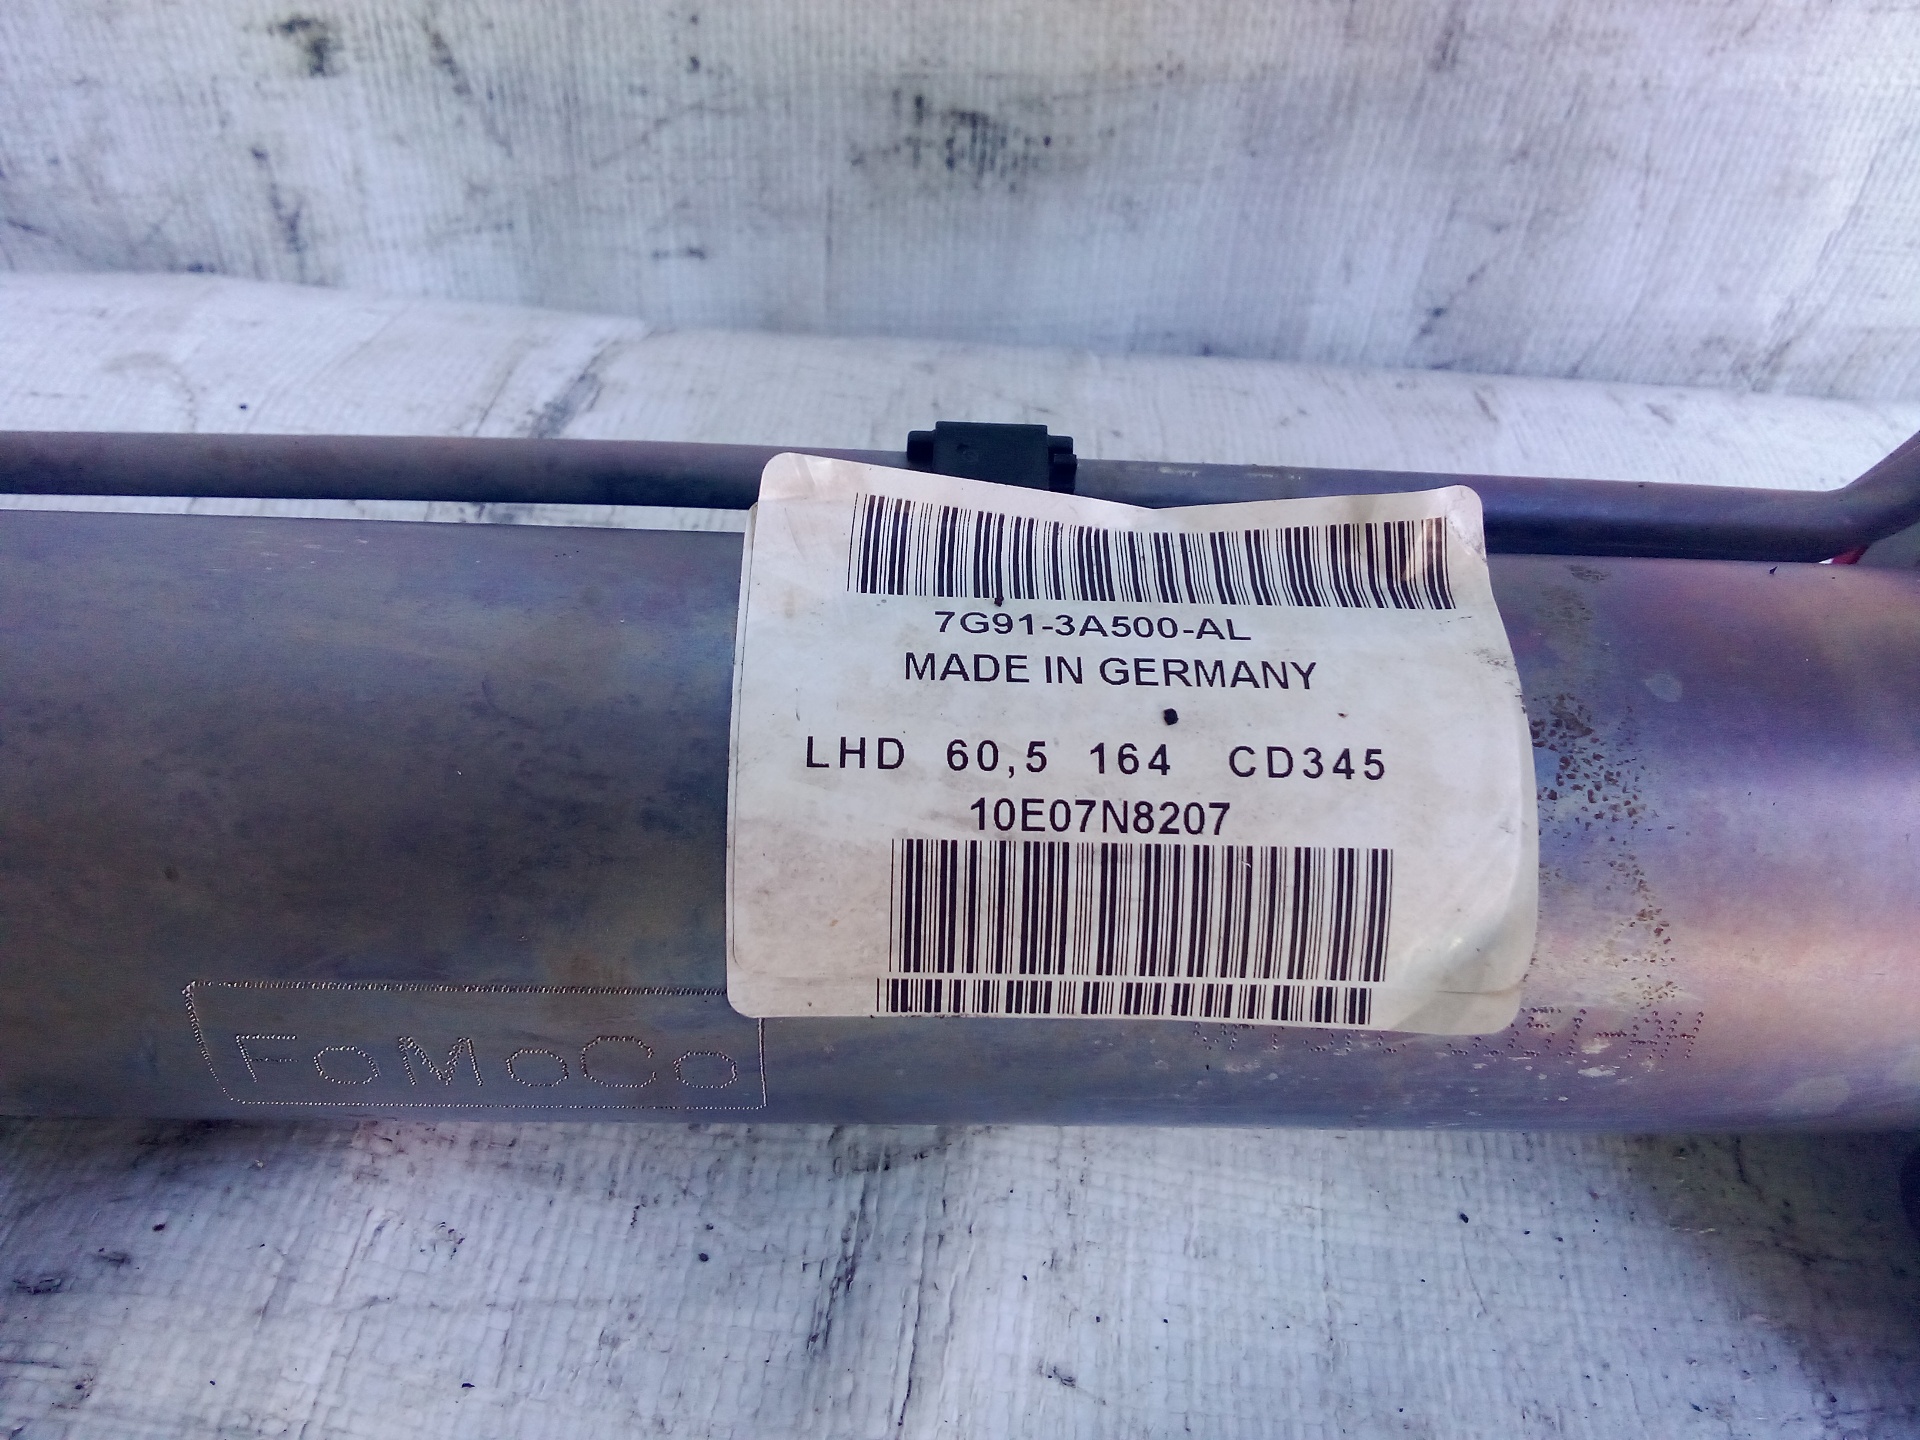 7G91-3A500-AL
MADE IN GERMANY
LHD 60,5 164 CD345
10E07N8207
FoMoCo